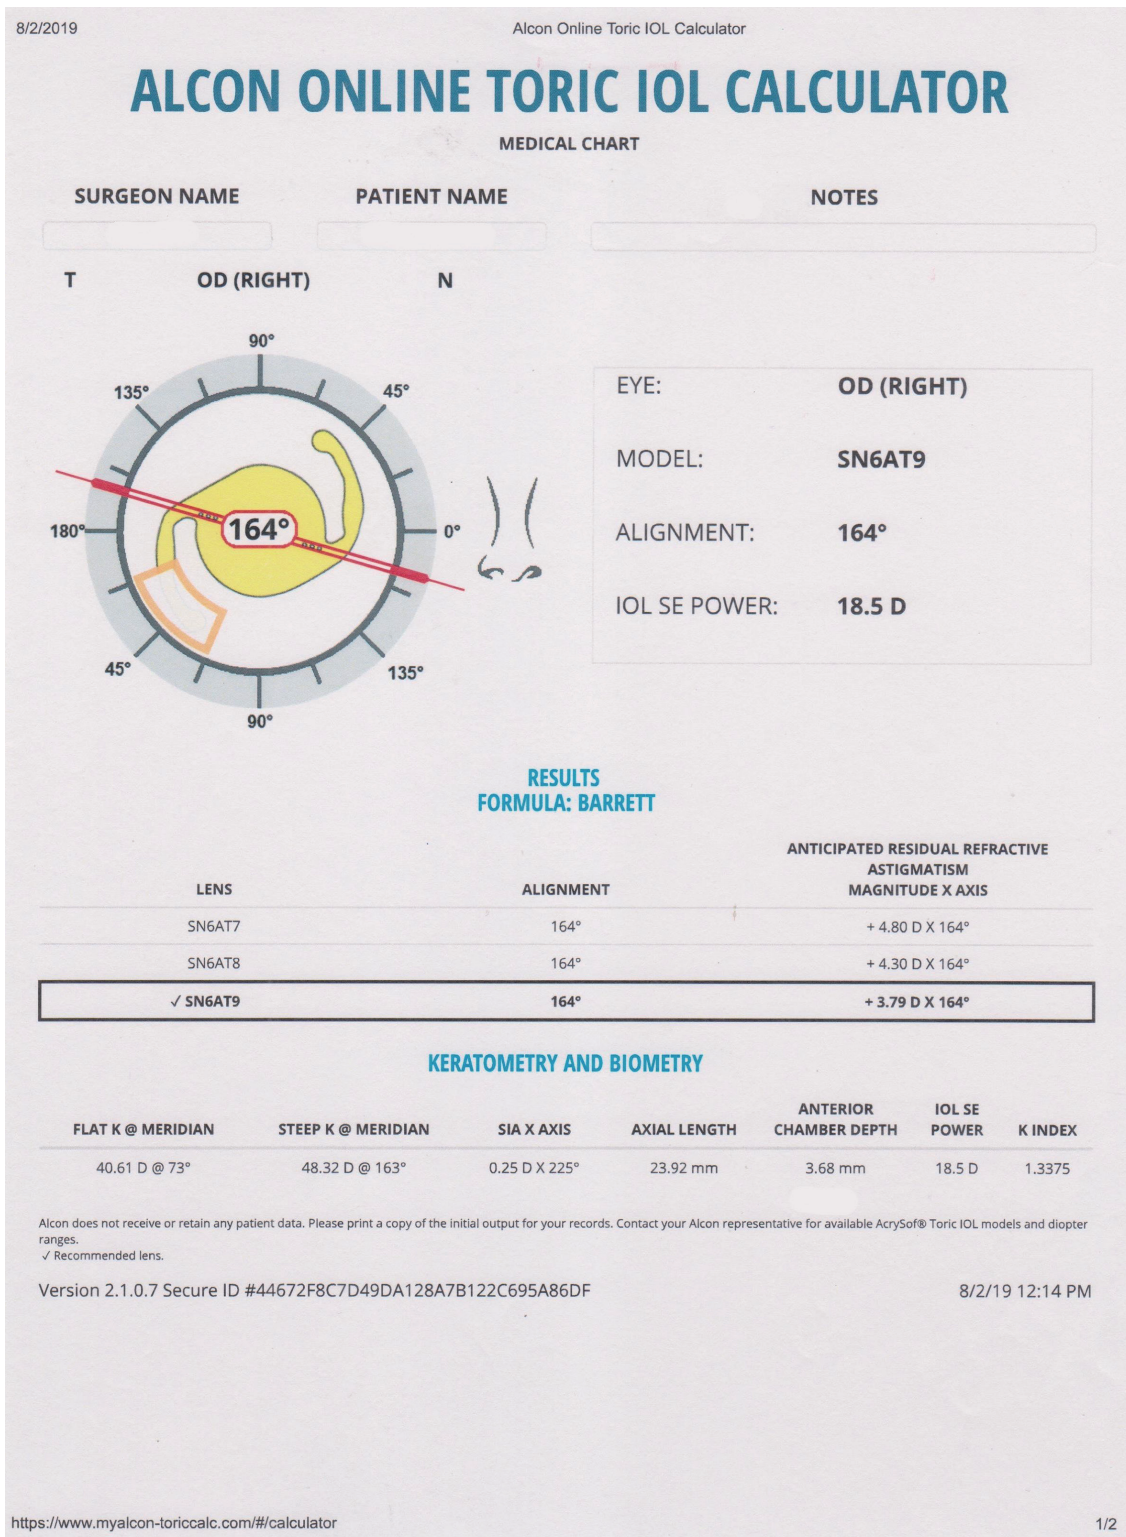 8/2/2019 Alcon Online Toric IOL Calculator
ALCON ONLINE TORIC IOL CALCULATOR
MEDICAL CHART
SURGEON NAME PATIENT NAME NOTES
T OD (RIGHT) N
90°
135° 45°
180° 164° 0°
45° 135°
90°
EYE: OD (RIGHT)
MODEL: SN6AT9
ALIGNMENT: 164°
IOL SE POWER: 18.5 D
RESULTS
FORMULA: BARRETT
ANTICIPATED RESIDUAL REFRACTIVE
ASTIGMATISM
LENS ALIGNMENT MAGNITUDE X AXIS
SN6AT7 164° + 4.80 D X 164°
SN6AT8 164° + 4.30 D X 164°
✓ SN6AT9 164° + 3.79 D X 164°
KERATOMETRY AND BIOMETRY
ANTERIOR IOL SE
FLAT K @ MERIDIAN STEEP K @ MERIDIAN SIA X AXIS AXIAL LENGTH CHAMBER DEPTH POWER K INDEX
40.61 D @ 73° 48.32 D @ 163° 0.25 D X 225° 23.92 mm 3.68 mm 18.5 D 1.3375
Alcon does not receive or retain any patient data. Please print a copy of the initial output for your records. Contact your Alcon representative for available AcrySof® Toric IOL models and diopter
ranges.
✓ Recommended lens.
Version 2.1.0.7 Secure ID #44672F8C7D49DA128A7B122C695A86DF 8/2/19 12:14 PM
https://www.myalcon-toriccalc.com/#/calculator 1/2